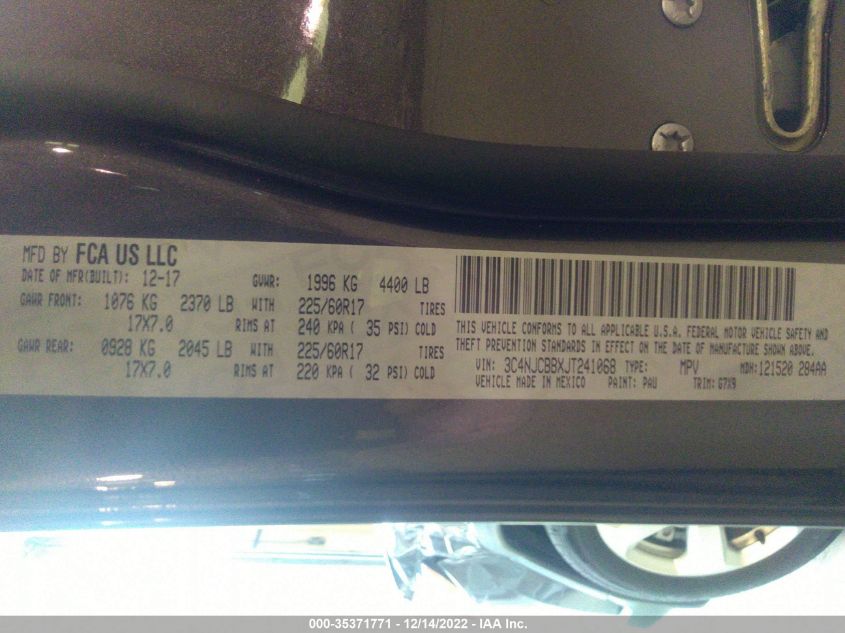 MFD BY FCA US LLC
DATE OF MFR(BUILT): 12-17 GVWR: 1996 KG 4400 LB
GAWR FRONT: 1076 KG 2370 LB WITH 225/60R17 TIRES
17X7.0 RIMS AT 240 KPA ( 35 PSI) COLD
GAWR REAR: 0928 KG 2045 LB WITH 225/60R17 TIRES
17X7.0 RIMS AT 220 KPA ( 32 PSI) COLD
THIS VEHICLE CONFORMS TO ALL APPLICABLE U.S.A. FEDERAL MOTOR VEHICLE SAFETY AND
THEFT PREVENTION STANDARDS IN EFFECT ON THE DATE OF MANUFACTURE SHOWN ABOVE.
VIN: 3C4NJCBBXJT241068 TYPE: MPV MDH: 121520 284AA
VEHICLE MADE IN MEXICO PAINT: PAU TRIM: G7X9
000-35371771 - 12/14/2022 - IAA Inc.